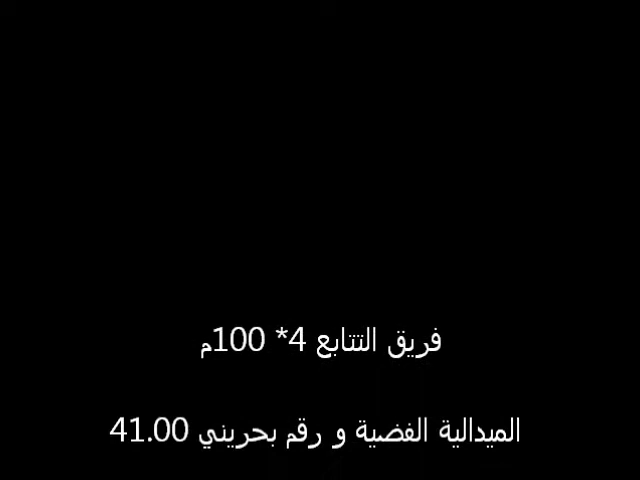 فريق التتابع 4* 100م
الميدالية الفضية و رقم بحريني 41.00